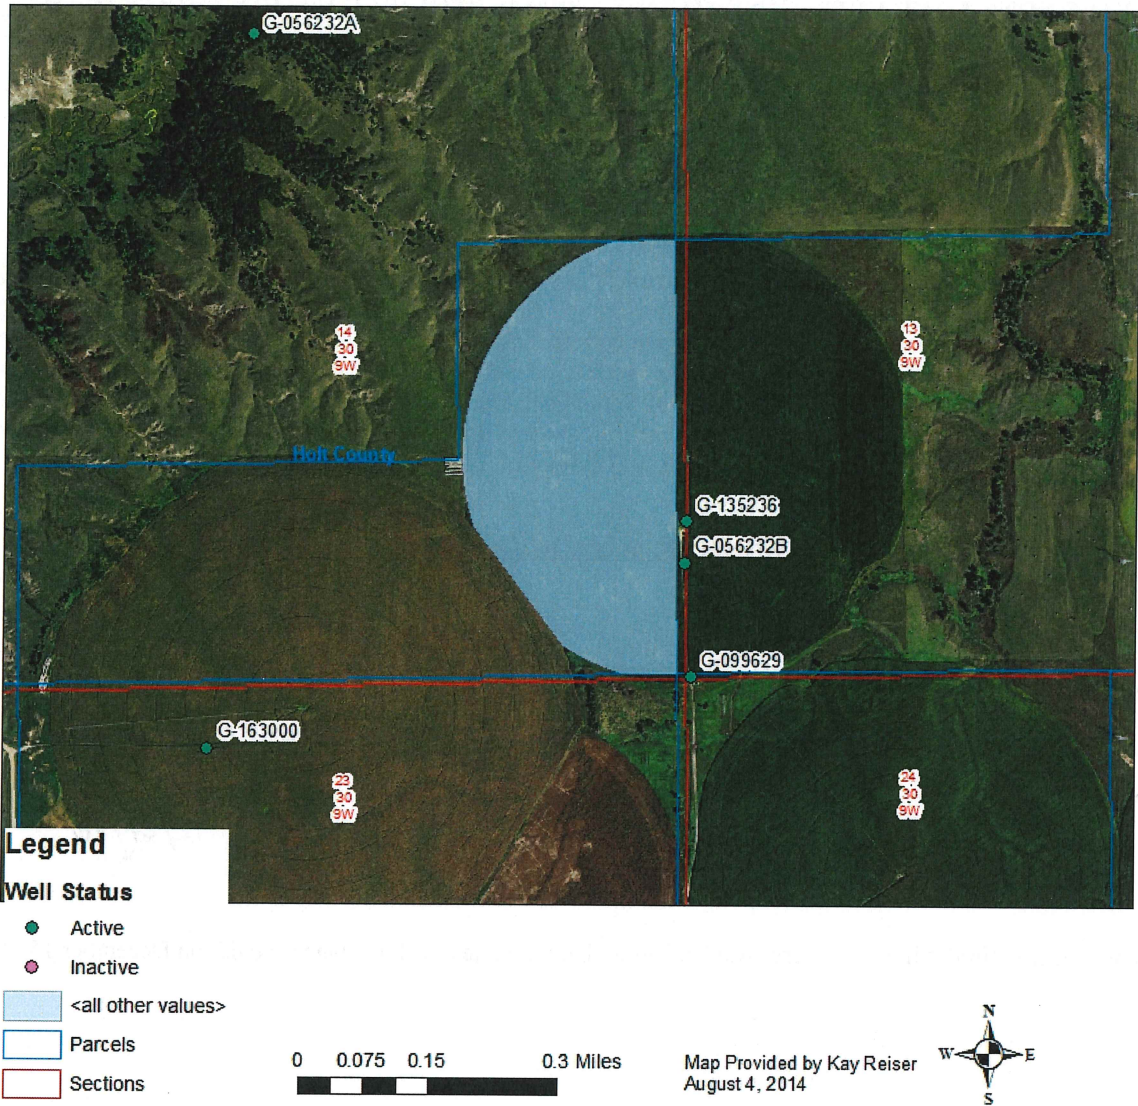 G-056232A
14
30
9W
13
30
9W
Holt County
G-135236
G-056232B
G-099629
G-163000
23
30
9W
24
30
9W
Legend
Well Status
Active
Inactive
<all other values>
Parcels
Sections
0 0.075 0.15 0.3 Miles
Map Provided by Kay Reiser
August 4, 2014
N
W E
S